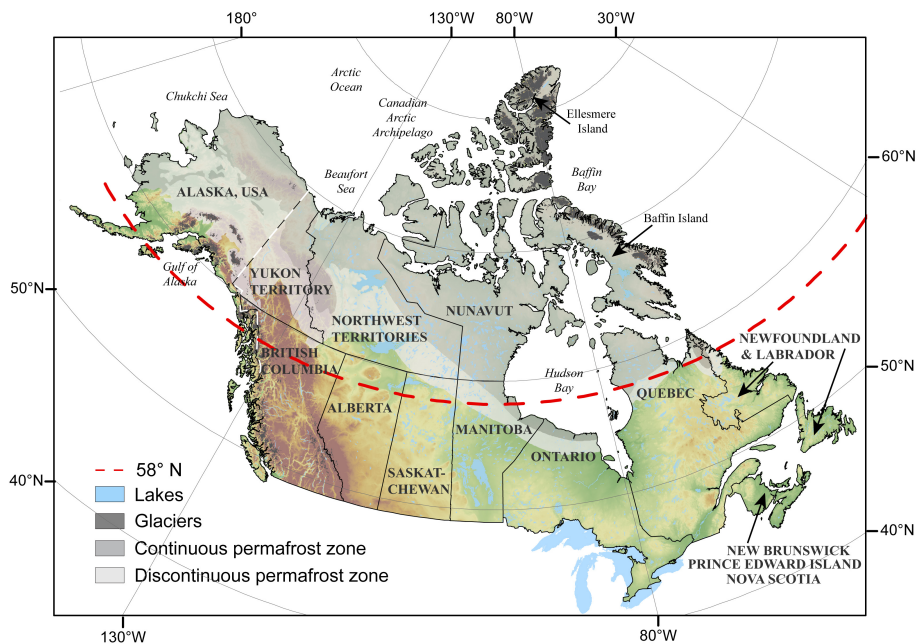 180°
130°W
80°W
30°W
Arctic
Ocean
Chukchi Sea
Canadian
Arctic
Archipelago
Ellesmere
Island
60°N
Beaufort
Sea
Baffin
Bay
ALASKA, USA
Baffin Island
Gulf of
Alaska
YUKON
TERRITORY
50°N
NUNAVUT
NORTHWEST
TERRITORIES
NEWFOUNDLAND
& LABRADOR
BRITISH
COLUMBIA
Hudson
Bay
50°N
QUEBEC
ALBERTA
MANITOBA
ONTARIO
SASKAT-
CHEWAN
40°N
58° N
Lakes
Glaciers
Continuous permafrost zone
Discontinuous permafrost zone
40°N
NEW BRUNSWICK
PRINCE EDWARD ISLAND
NOVA SCOTIA
130°W
80°W